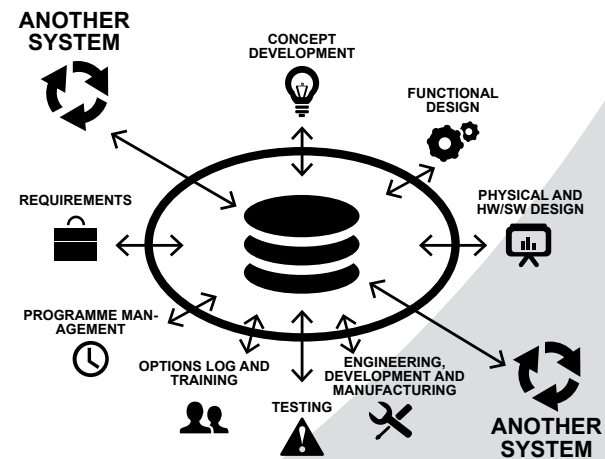 ANOTHER
SYSTEM
CONCEPT
DEVELOPMENT
FUNCTIONAL
DESIGN
REQUIREMENTS
PHYSICAL AND
HW/SW DESIGN
PROGRAMME MAN-
AGEMENT
OPTIONS LOG AND
TRAINING
TESTING
ENGINEERING,
DEVELOPMENT AND
MANUFACTURING
ANOTHER
SYSTEM